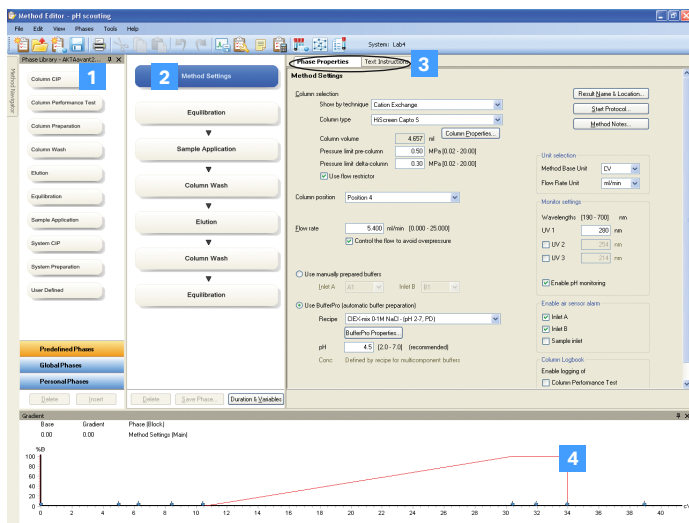 Method Editor - pH scouting
File Edit View Phases Tools Help
System: Lab4
Phase Library - AKTAavant2...
Method Navigator
1
Column CIP
Column Performance Test
Column Preparation
Column Wash
Elution
Equilibration
Sample Application
System CIP
System Preparation
User Defined
Predefined Phases
Global Phases
Personal Phases
Delete Insert
2
Method Settings
Equilibration
Sample Application
Column Wash
Elution
Column Wash
Equilibration
Delete Save Phase... Duration & Variables
Phase Properties Text Instructions
3
Method Settings
Column selection
Show by technique Cation Exchange
Column type HiScreen Capto S
Column volume 4.657 ml Column Properties...
Pressure limit pre-column 0.50 MPa [0.02 - 20.00]
Pressure limit delta-column 0.30 MPa [0.02 - 20.00]
Use flow restrictor
Column position Position 4
Flow rate 5.400 ml/min [0.000 - 25.000]
Control the flow to avoid overpressure
Use manually prepared buffers
Inlet A A1 Inlet B B1
Use BufferPro (automatic buffer preparation)
Recipe CIEX-mix 0-1M NaCl - (pH 2-7, PD)
BufferPro Properties...
pH 4.5 [2.0 - 7.0] (recommended)
Conc. Defined by recipe for multicomponent buffers
Result Name & Location...
Start Protocol...
Method Notes...
Unit selection
Method Base Unit CV
Flow Rate Unit ml/min
Monitor settings
Wavelengths [190 - 700] nm
UV 1 280 nm
UV 2 254 nm
UV 3 214 nm
Enable pH monitoring
Enable air sensor alarm
Inlet A
Inlet B
Sample inlet
Column Logbook
Enable logging of
Column Performance Test
Gradient
Base Gradient Phase (Block)
0.00 0.00 Method Settings (Main)
%B
100
80
60
40
20
0
4
0 2 4 6 8 10 12 14 16 18 20 22 24 26 28 30 32 34 36 38 40 cV